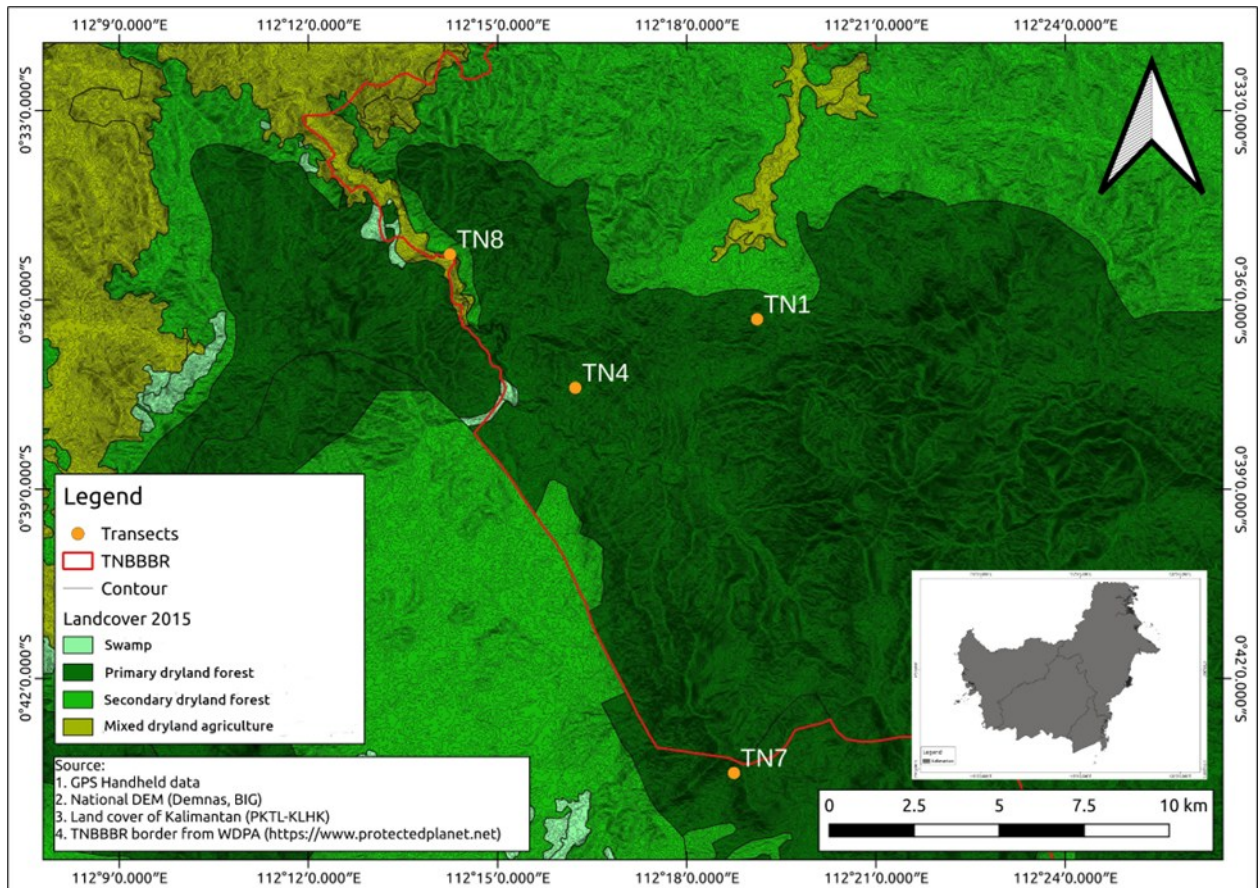 112°9′0.000″E 112°12′0.000″E 112°15′0.000″E 112°18′0.000″E 112°21′0.000″E 112°24′0.000″E
0°33′0.000″S
0°33′0.000″S
TN8
0°36′0.000″S
TN1
0°36′0.000″S
TN4
0°39′0.000″S
0°39′0.000″S
Legend
Transects
TNBBBR
Contour
Landcover 2015
Swamp
Primary dryland forest
Secondary dryland forest
Mixed dryland agriculture
0°42′0.000″S
0°42′0.000″S
Legend
TN7
Source:
1. GPS Handheld data
2. National DEM (Demnas, BIG)
3. Land cover of Kalimantan (PKTL-KLHK)
4. TNBBBR border from WDPA (https://www.protectedplanet.net)
0 2.5 5 7.5 10 km
112°9′0.000″E 112°12′0.000″E 112°15′0.000″E 112°18′0.000″E 112°21′0.000″E 112°24′0.000″E